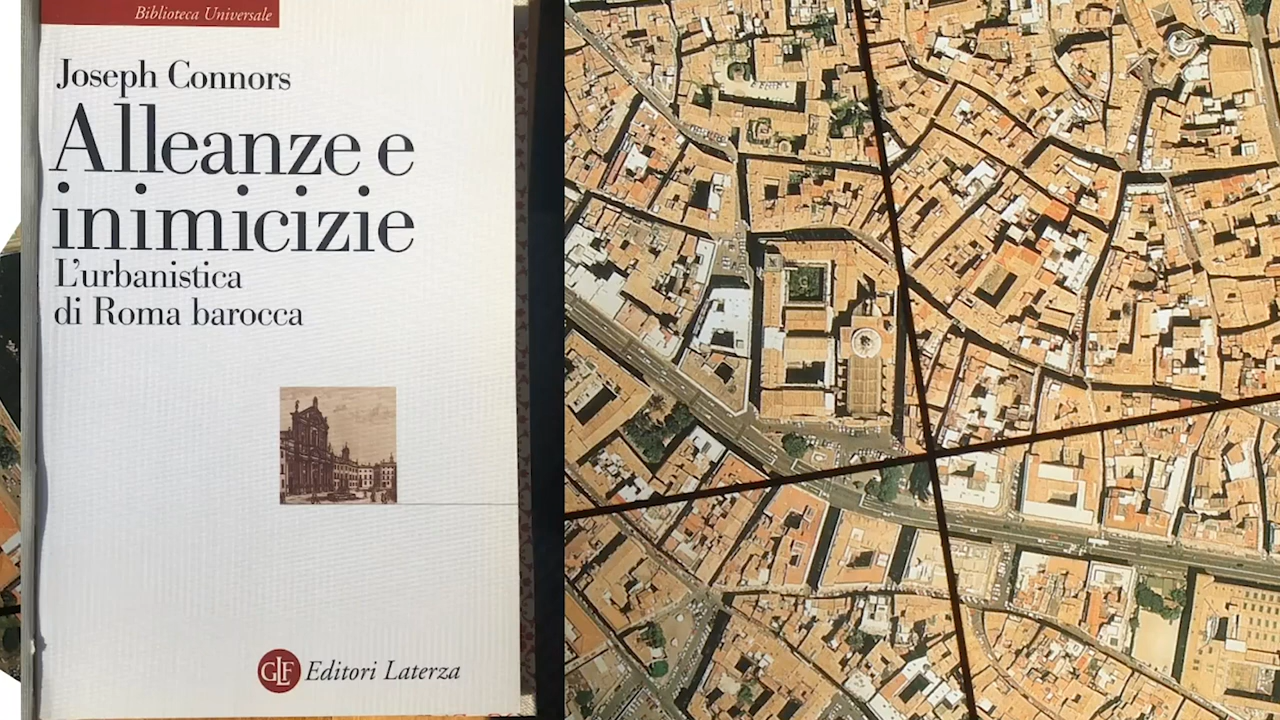 Biblioteca Universale
Joseph Connors
Alleanze e
inimicizie
L'urbanistica
di Roma barocca
GLF Editori Laterza